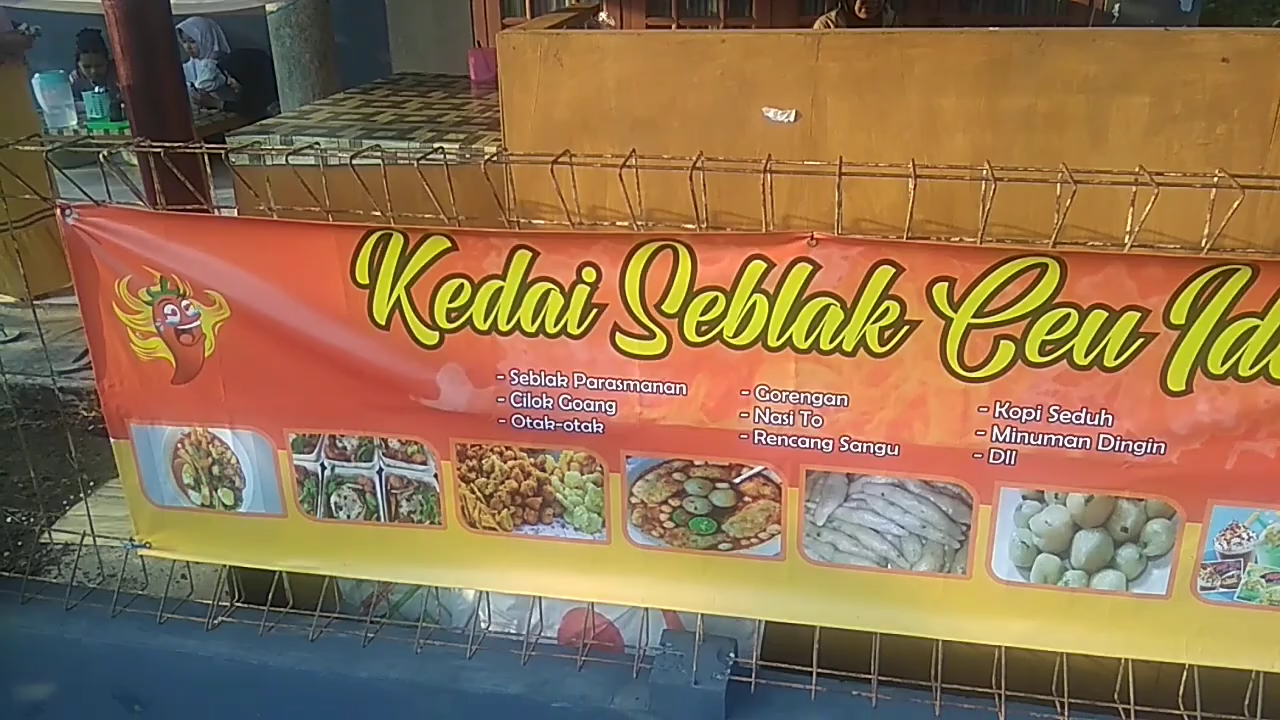 Kedai Seblak Ceu
- Seblak Parasmanan
- Cilok Goang
- Otak-otak
- Gorengan
- Nasi To
- Rencang Sangu
- Kopi Seduh
- Minuman Dingin
- Dll